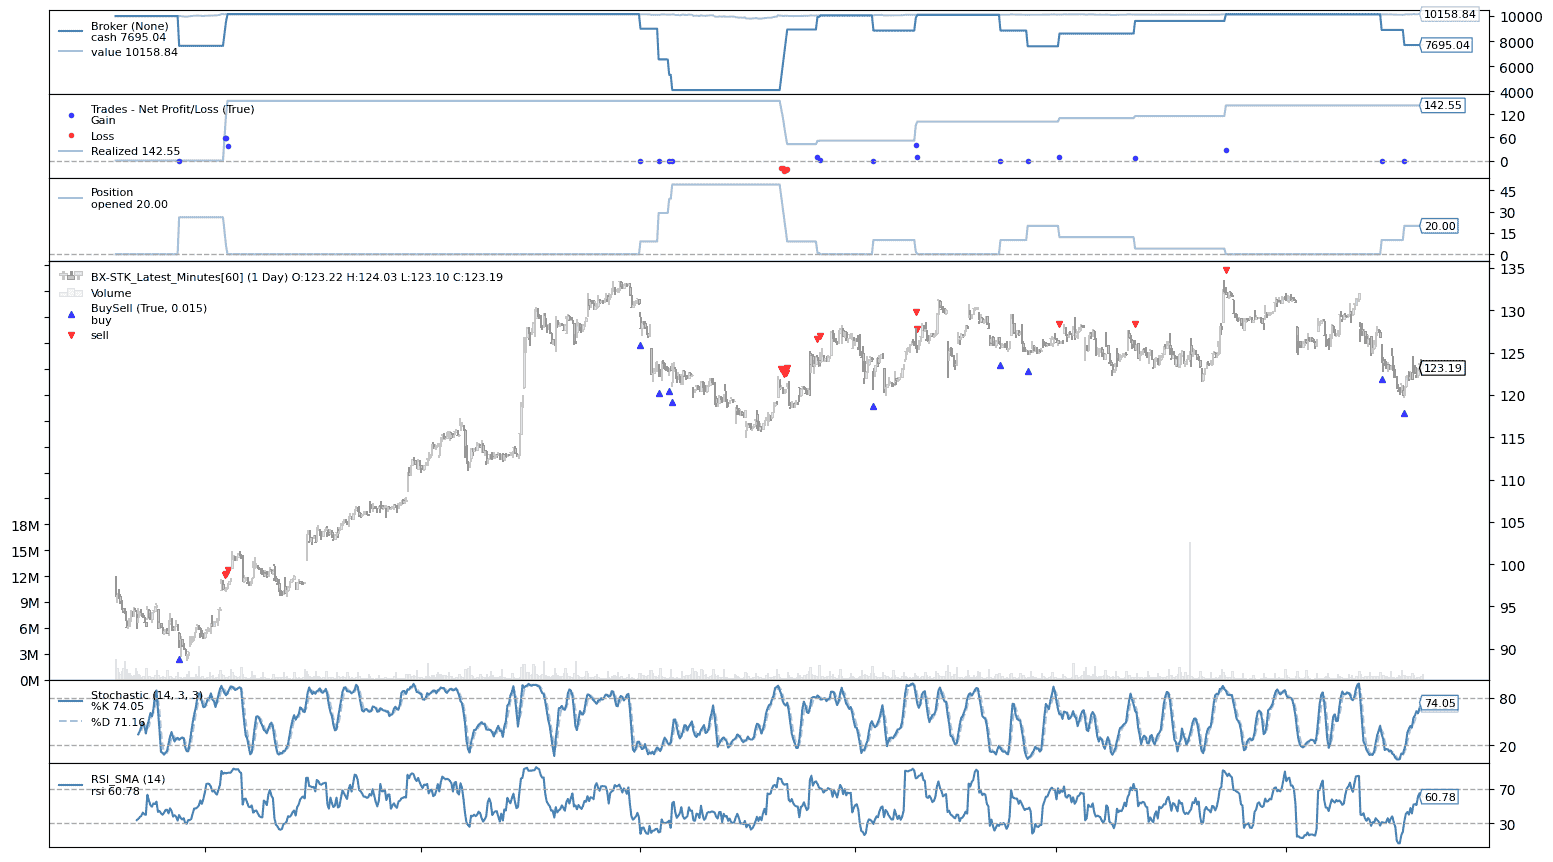 Broker (None)
cash 7695.04
value 10158.84
10158.84
7695.04
10000
8000
6000
4000
Trades - Net Profit/Loss (True)
Gain
Loss
Realized 142.55
142.55
120
60
0
Position
opened 20.00
20.00
45
30
15
0
BX-STK_Latest_Minutes[60] (1 Day) O:123.22 H:124.03 L:123.10 C:123.19
Volume
BuySell (True, 0.015)
buy
sell
123.19
135
130
125
120
115
110
105
100
95
90
18M
15M
12M
9M
6M
3M
0M
Stochastic (14, 3, 3)
%K 74.05
%D 71.16
74.05
80
20
RSI_SMA (14)
rsi 60.78
60.78
70
30